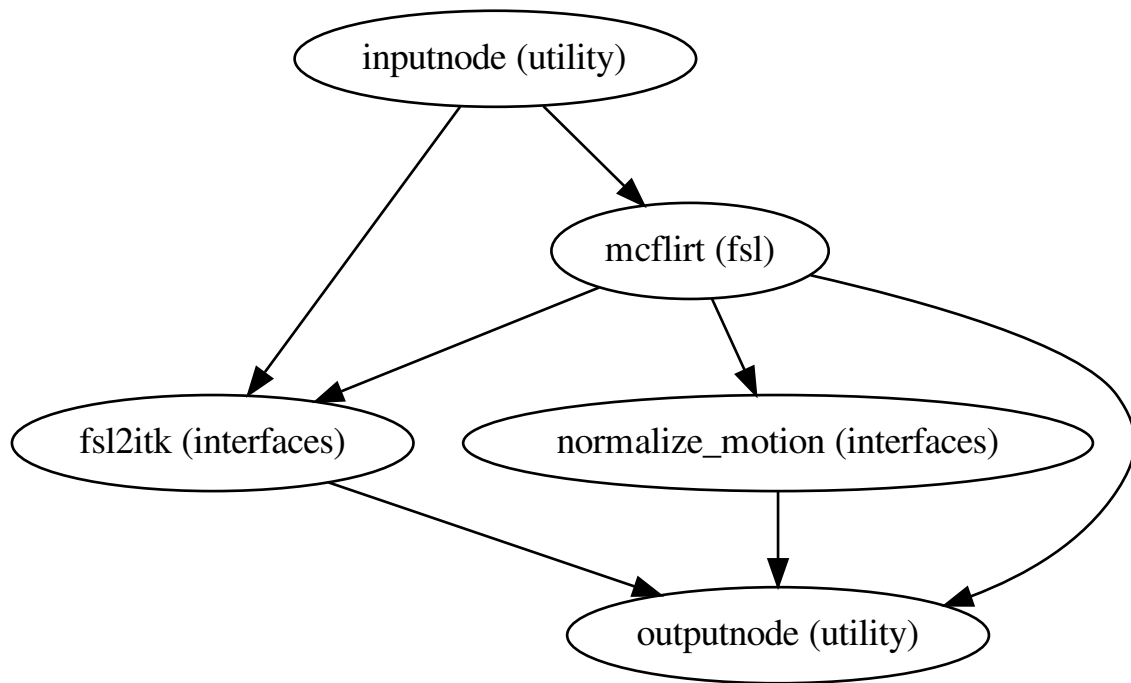 inputnode (utility)
mcflirt (fsl)
fsl2itk (interfaces)
normalize_motion (interfaces)
outputnode (utility)